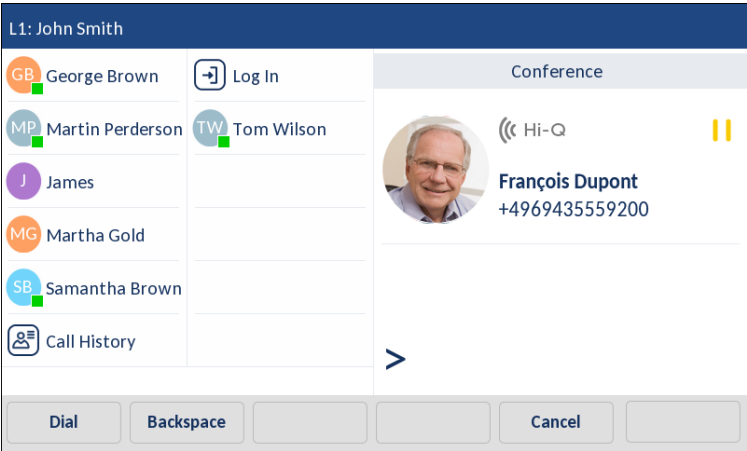 L1: John Smith
GB George Brown
Log In
Conference
MP Martin Perderson
TW Tom Wilson
Hi-Q
J James
François Dupont
+4969435559200
MG Martha Gold
SB Samantha Brown
Call History
>
Dial
Backspace
Cancel